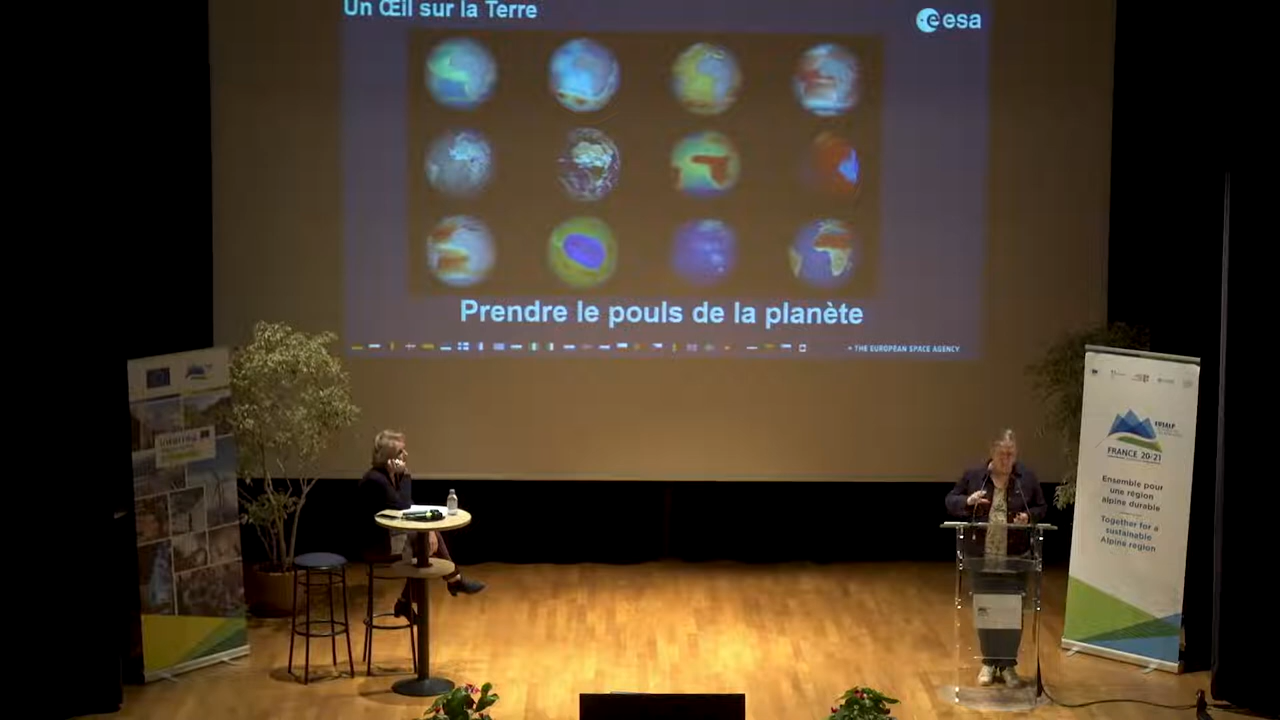 Un Œil sur la Terre
esa
Prendre le pouls de la planète
THE EUROPEAN SPACE AGENCY
EUSALP
FRANCE 20/21
Ensemble pour
une région
alpine durable
Together for a
sustainable
Alpine region